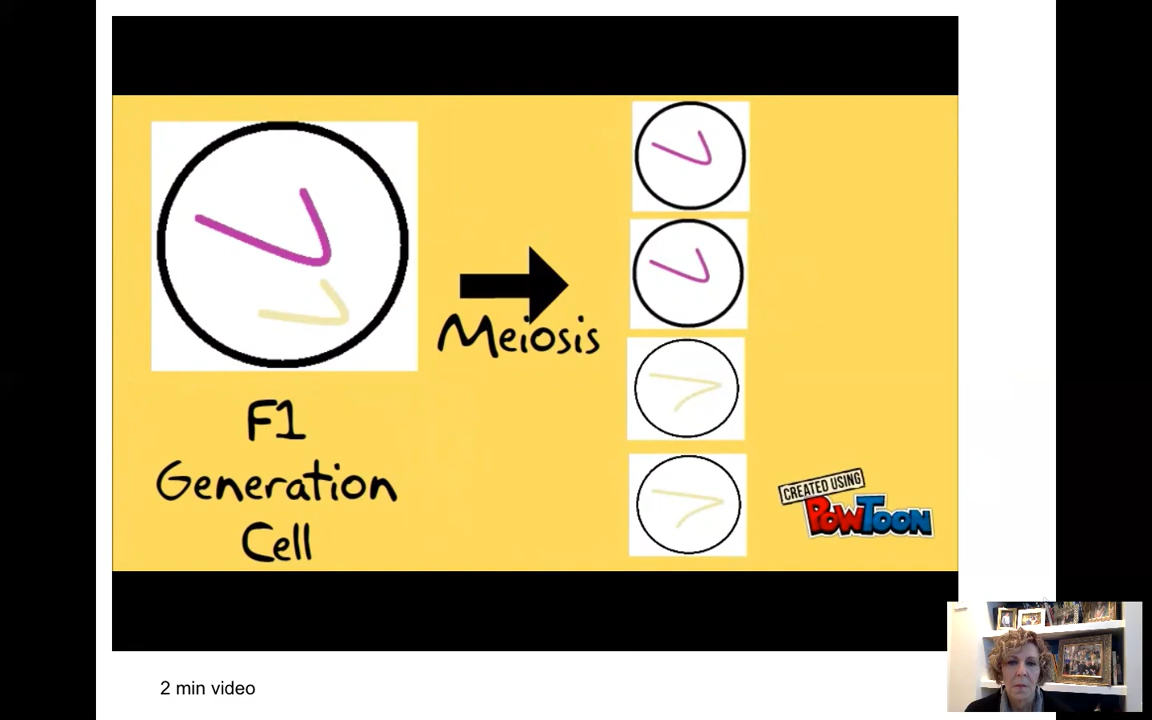 F1
Generation
Cell
Meiosis
CREATED USING
POWTOON
2 min video